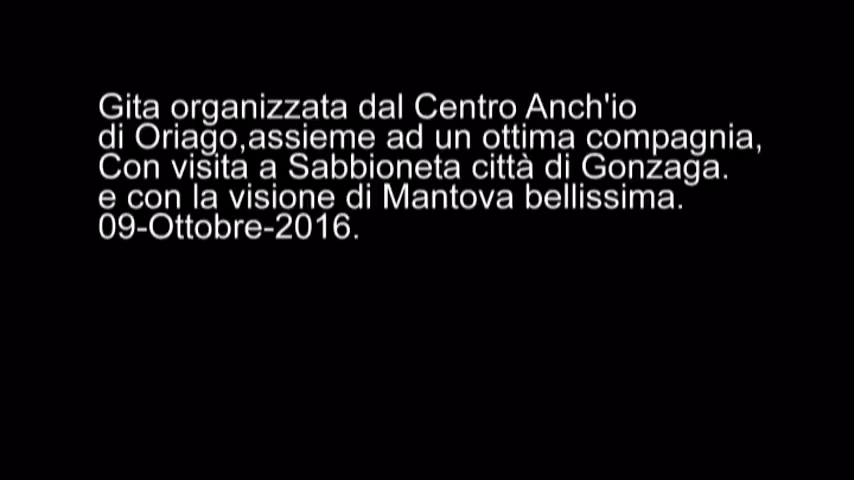 Gita organizzata dal Centro Anch'io
di Oriago,assieme ad un ottima compagnia,
Con visita a Sabbioneta città di Gonzaga.
e con la visione di Mantova bellissima.
09-Ottobre-2016.